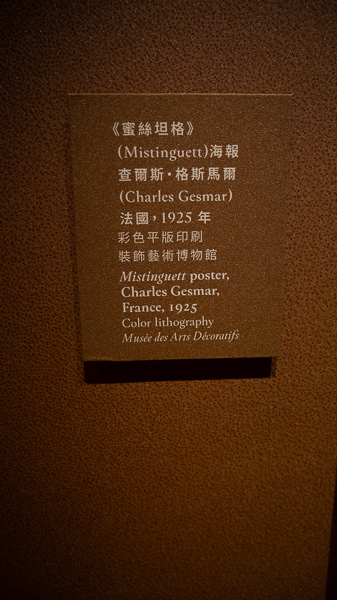 《蜜絲坦格》
(Mistinguett)海報
查爾斯・格斯馬爾
(Charles Gesmar)
法國，1925 年
彩色平版印刷
裝飾藝術博物館
Mistinguett poster,
Charles Gesmar,
France, 1925
Color lithography
Musée des Arts Décoratifs